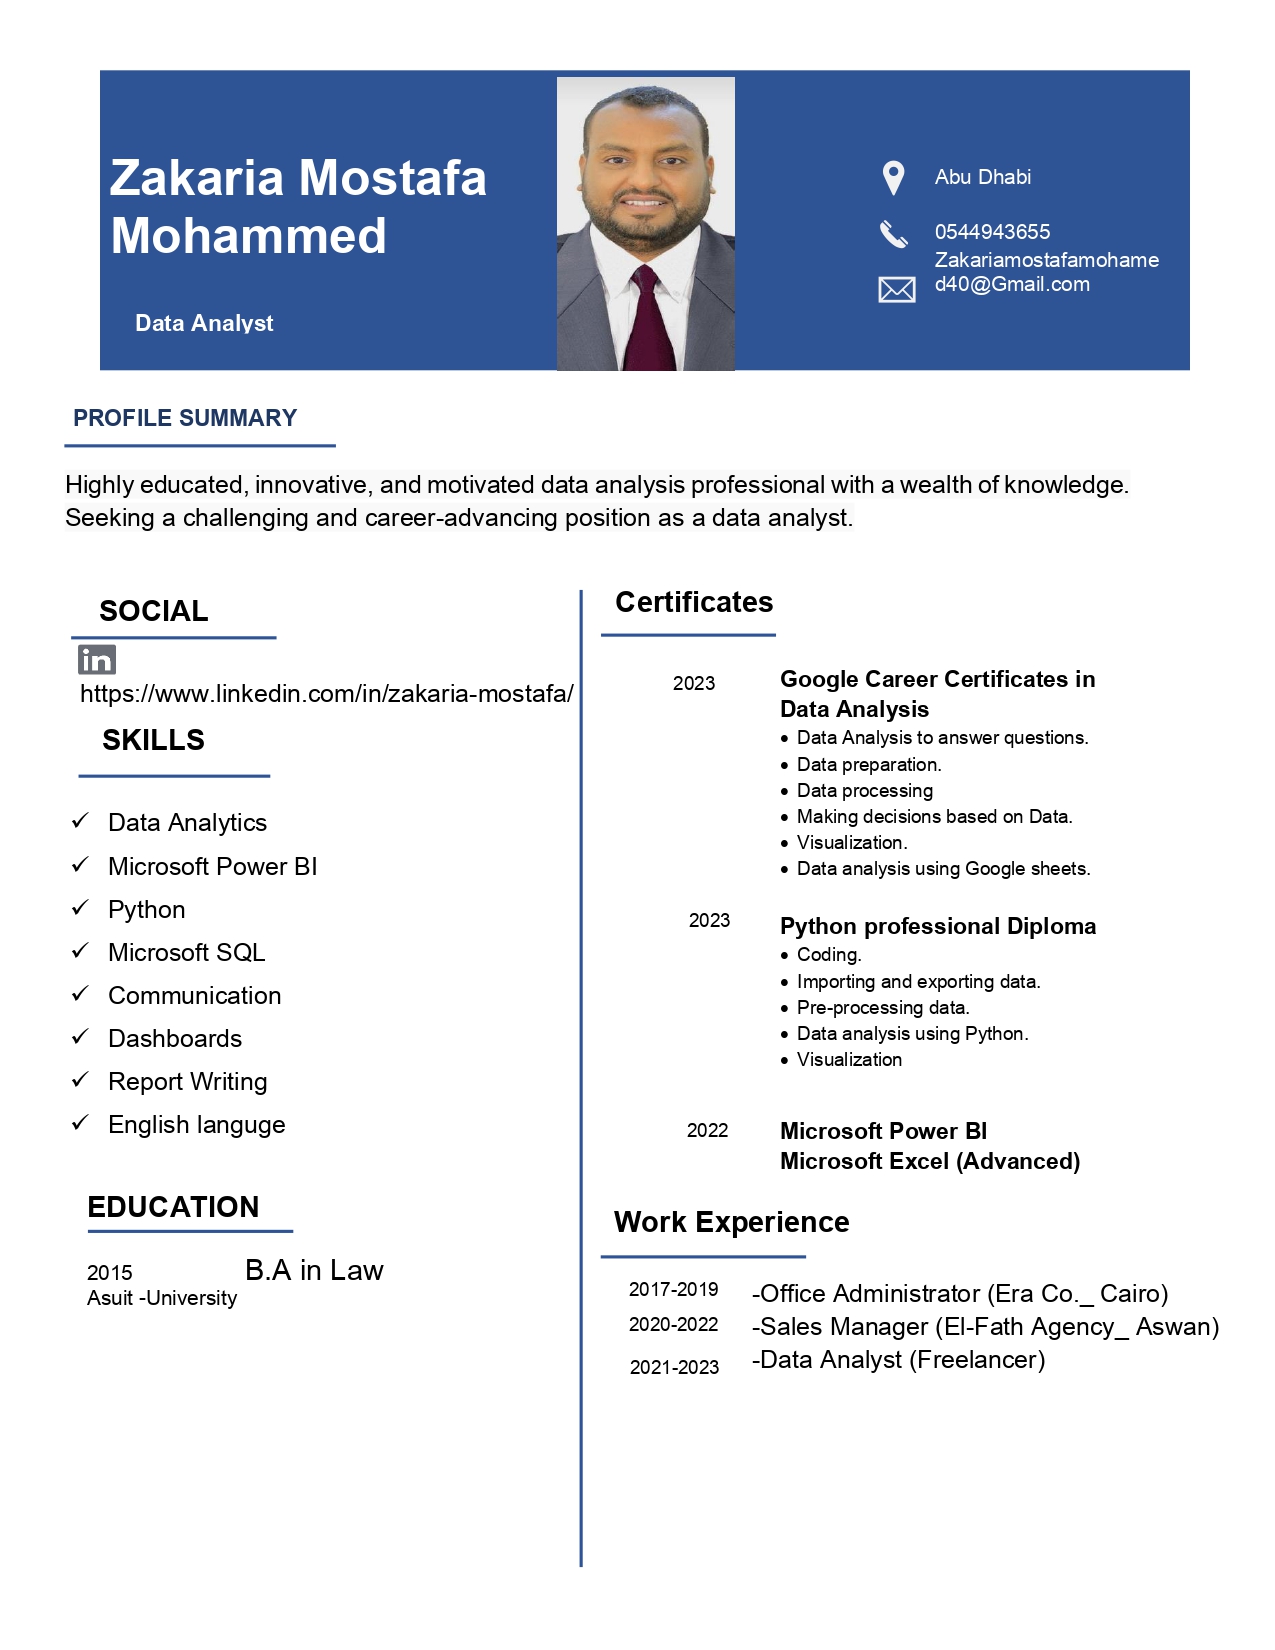 Zakaria Mostafa
Mohammed
Data Analyst
Abu Dhabi
0544943655
Zakariamostafamohame
d40@Gmail.com
PROFILE SUMMARY
Highly educated, innovative, and motivated data analysis professional with a wealth of knowledge.
Seeking a challenging and career-advancing position as a data analyst.
SOCIAL
in
https://www.linkedin.com/in/zakaria-mostafa/
SKILLS
✓ Data Analytics
✓ Microsoft Power BI
✓ Python
✓ Microsoft SQL
✓ Communication
✓ Dashboards
✓ Report Writing
✓ English languge
EDUCATION
2015 B.A in Law
Asuit -University
Certificates
2023 Google Career Certificates in
Data Analysis
• Data Analysis to answer questions.
• Data preparation.
• Data processing
• Making decisions based on Data.
• Visualization.
• Data analysis using Google sheets.
2023 Python professional Diploma
• Coding.
• Importing and exporting data.
• Pre-processing data.
• Data analysis using Python.
• Visualization
2022 Microsoft Power BI
Microsoft Excel (Advanced)
Work Experience
2017-2019 -Office Administrator (Era Co._ Cairo)
2020-2022 -Sales Manager (El-Fath Agency_ Aswan)
2021-2023 -Data Analyst (Freelancer)